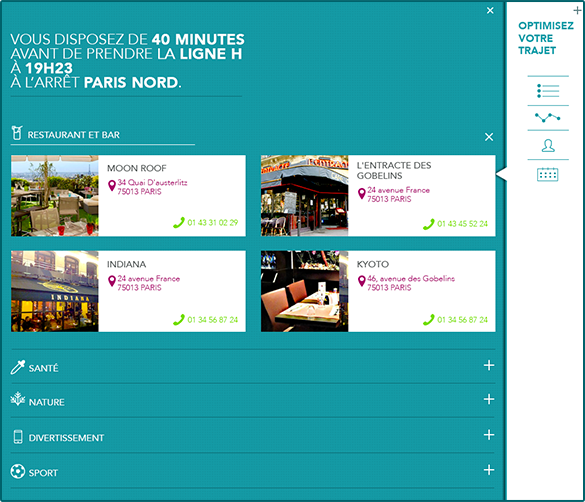 VOUS DISPOSEZ DE 40 MINUTES
AVANT DE PRENDRE LA LIGNE H
À 19H23
À L'ARRÊT PARIS NORD.
OPTIMISEZ
VOTRE
TRAJET
RESTAURANT ET BAR
MOON ROOF
34 Quai D'austerlitz
75013 PARIS
01 43 31 02 29
L'ENTRACTE DES
GOBELINS
24 avenue France
75013 PARIS
01 43 45 52 24
INDIANA
24 avenue France
75013 PARIS
01 34 56 87 24
INDIANA
KYOTO
46, avenue des Gobelins
75013 PARIS
01 34 56 87 24
SANTÉ
NATURE
DIVERTISSEMENT
SPORT